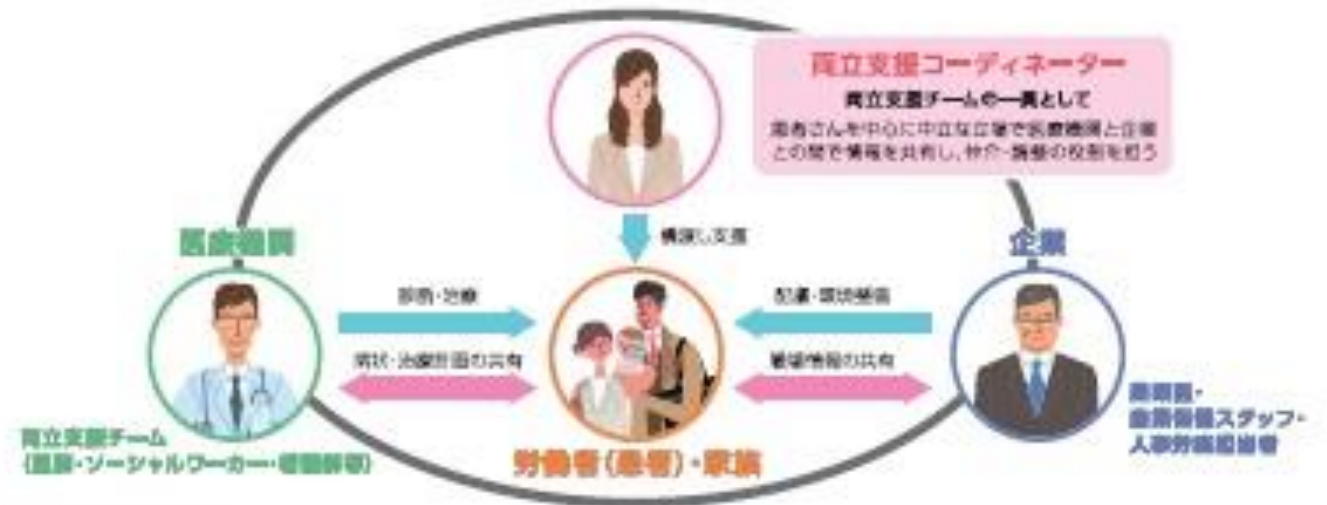 両立支援コーディネーター
両立支援チームの一員として
患者さんを中心に中立な立場で医療機関と企業
との間で情報を共有し、仲介・調整の役割を担う
橋渡し支援
医療機関
企業
診断・治療
配慮・環境整備
病状・治療計画の共有
職場情報の共有
両立支援チーム
(医師・ソーシャルワーカー・看護師等)
労働者(患者)・家族
産業医・
産業保健スタッフ・
人事労務担当者